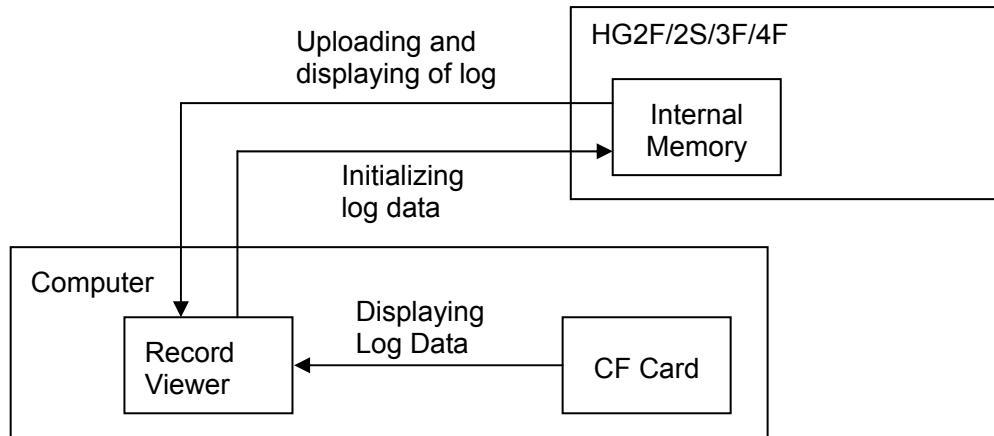 HG2F/2S/3F/4F
Uploading and
displaying of log
Internal
Memory
Initializing
log data
Computer
Displaying
Log Data
Record
Viewer
CF Card